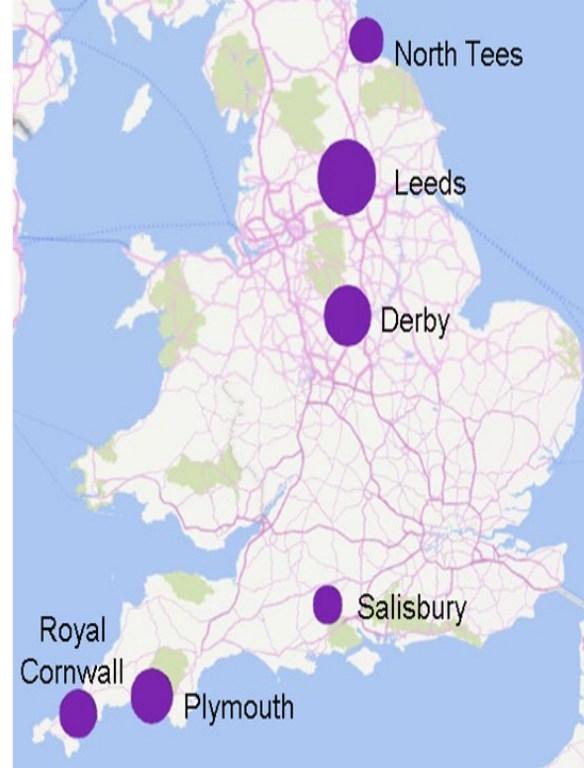 North Tees
Leeds
Derby
Salisbury
Royal
Cornwall
Plymouth